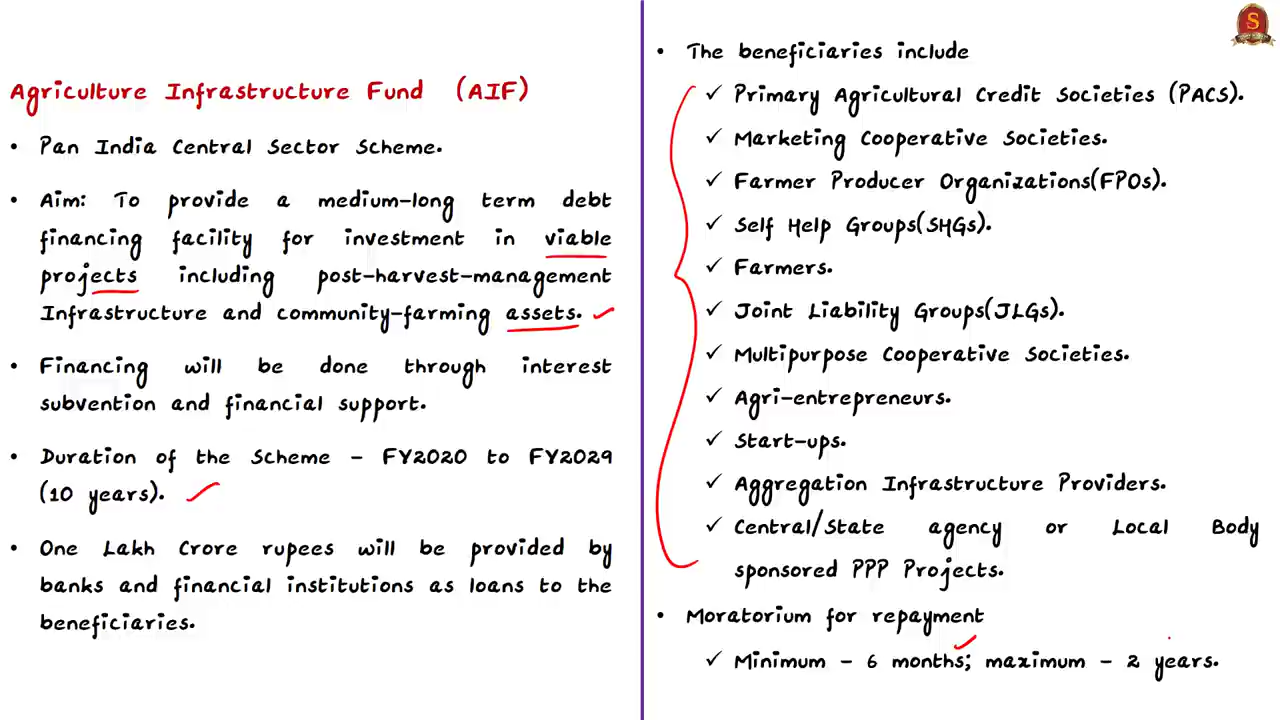 Agriculture Infrastructure Fund (AIF)
• Pan India Central Sector Scheme.
• Aim: To provide a medium-long term debt
financing facility for investment in viable
projects including post-harvest-management
Infrastructure and community-farming assets.
• Financing will be done through interest
subvention and financial support.
• Duration of the Scheme - FY2020 to FY2029
(10 years).
• One Lakh Crore rupees will be provided by
banks and financial institutions as loans to the
beneficiaries.
S
• The beneficiaries include
✓ Primary Agricultural Credit Societies (PACS).
✓ Marketing Cooperative Societies.
✓ Farmer Producer Organizations(FPOs).
✓ Self Help Groups(SHGs).
✓ Farmers.
✓ Joint Liability Groups(JLGs).
✓ Multipurpose Cooperative Societies.
✓ Agri-entrepreneurs.
✓ Start-ups.
✓ Aggregation Infrastructure Providers.
✓ Central/State agency or Local Body
sponsored PPP Projects.
• Moratorium for repayment
✓ Minimum - 6 months; maximum - 2 years.